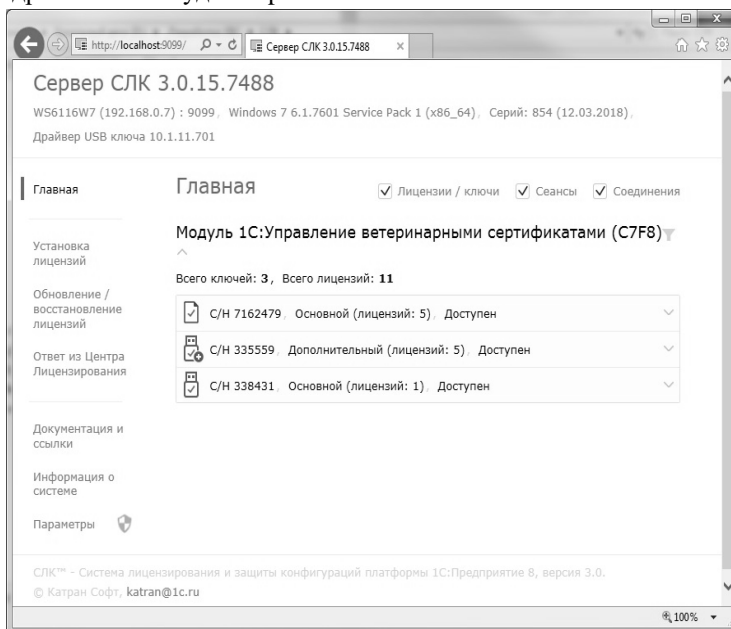 http://localhost:9099/
Сервер СЛК 3.0.15.7488
Сервер СЛК 3.0.15.7488
WS6116W7 (192.168.0.7) : 9099, Windows 7 6.1.7601 Service Pack 1 (x86_64), Серий: 854 (12.03.2018),
Драйвер USB ключа 10.1.11.701
Главная
Установка
лицензий
Обновление /
восстановление
лицензий
Ответ из Центра
Лицензирования
Документация и
ссылки
Информация о
системе
Параметры
Главная
Лицензии / ключи
Сеансы
Соединения
Модуль 1С:Управление ветеринарными сертификатами (C7F8)
Всего ключей: 3, Всего лицензий: 11
С/Н 7162479, Основной (лицензий: 5), Доступен
С/Н 335559, Дополнительный (лицензий: 5), Доступен
С/Н 338431, Основной (лицензий: 1), Доступен
СЛК™ - Система лицензирования и защиты конфигураций платформы 1С:Предприятие 8, версия 3.0.
© Катран Софт, katran@1c.ru
100%